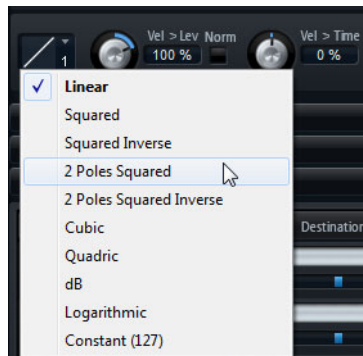 Vel > Lev Norm Vel > Time
1 100 % 0 %
Linear
Squared
Squared Inverse
2 Poles Squared
2 Poles Squared Inverse
Cubic
Destination
Quadric
dB
Logarithmic
Constant (127)